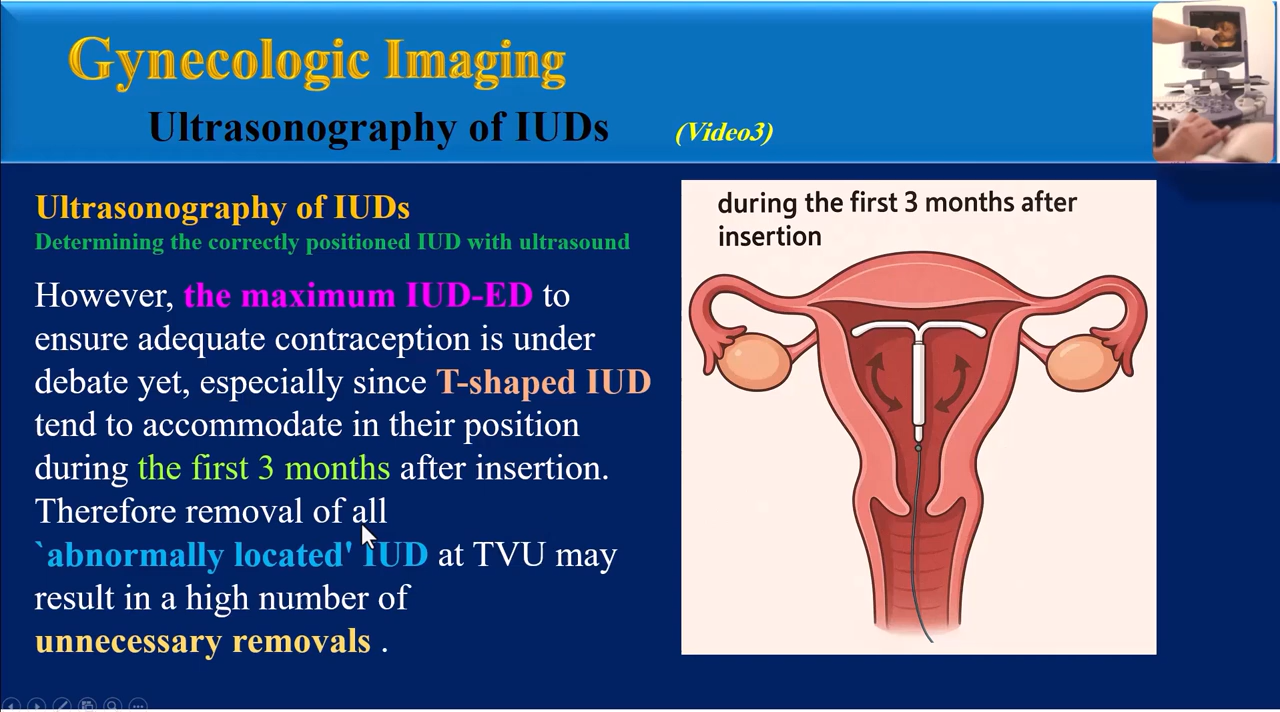 Gynecologic Imaging
Ultrasonography of IUDs (Video3)
Ultrasonography of IUDs
Determining the correctly positioned IUD with ultrasound
However, the maximum IUD-ED to
ensure adequate contraception is under
debate yet, especially since T-shaped IUD
tend to accommodate in their position
during the first 3 months after insertion.
Therefore removal of all
`abnormally located' IUD at TVU may
result in a high number of
unnecessary removals .
during the first 3 months after
insertion